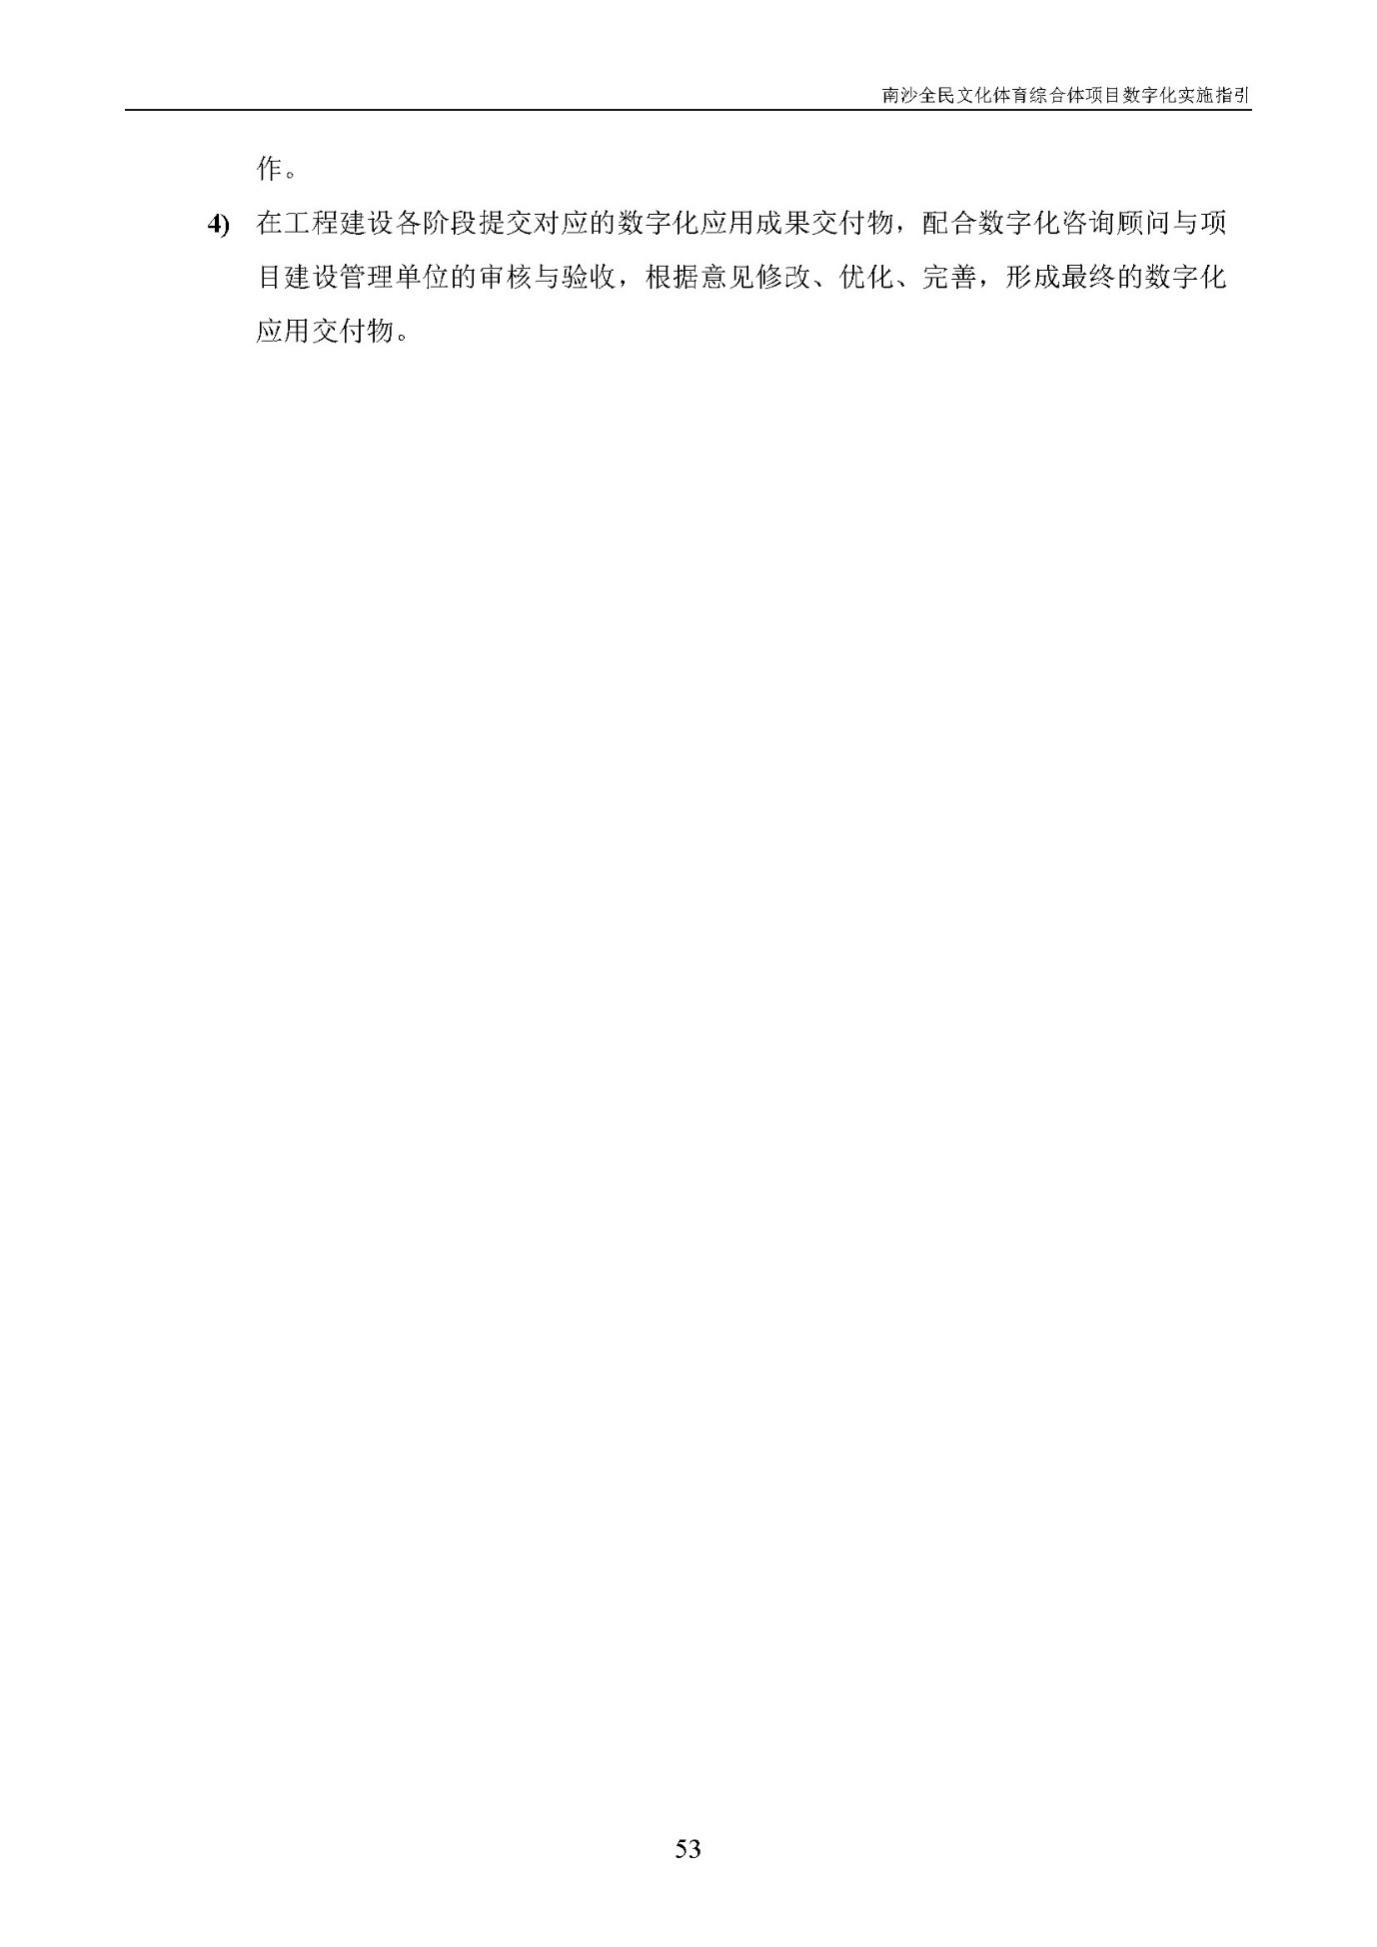 南沙全民文化体育综合体项目数字化实施指引
作。
4) 在工程建设各阶段提交对应的数字化应用成果交付物，配合数字化咨询顾问与项
目建设管理单位的审核与验收，根据意见修改、优化、完善，形成最终的数字化
应用交付物。
53